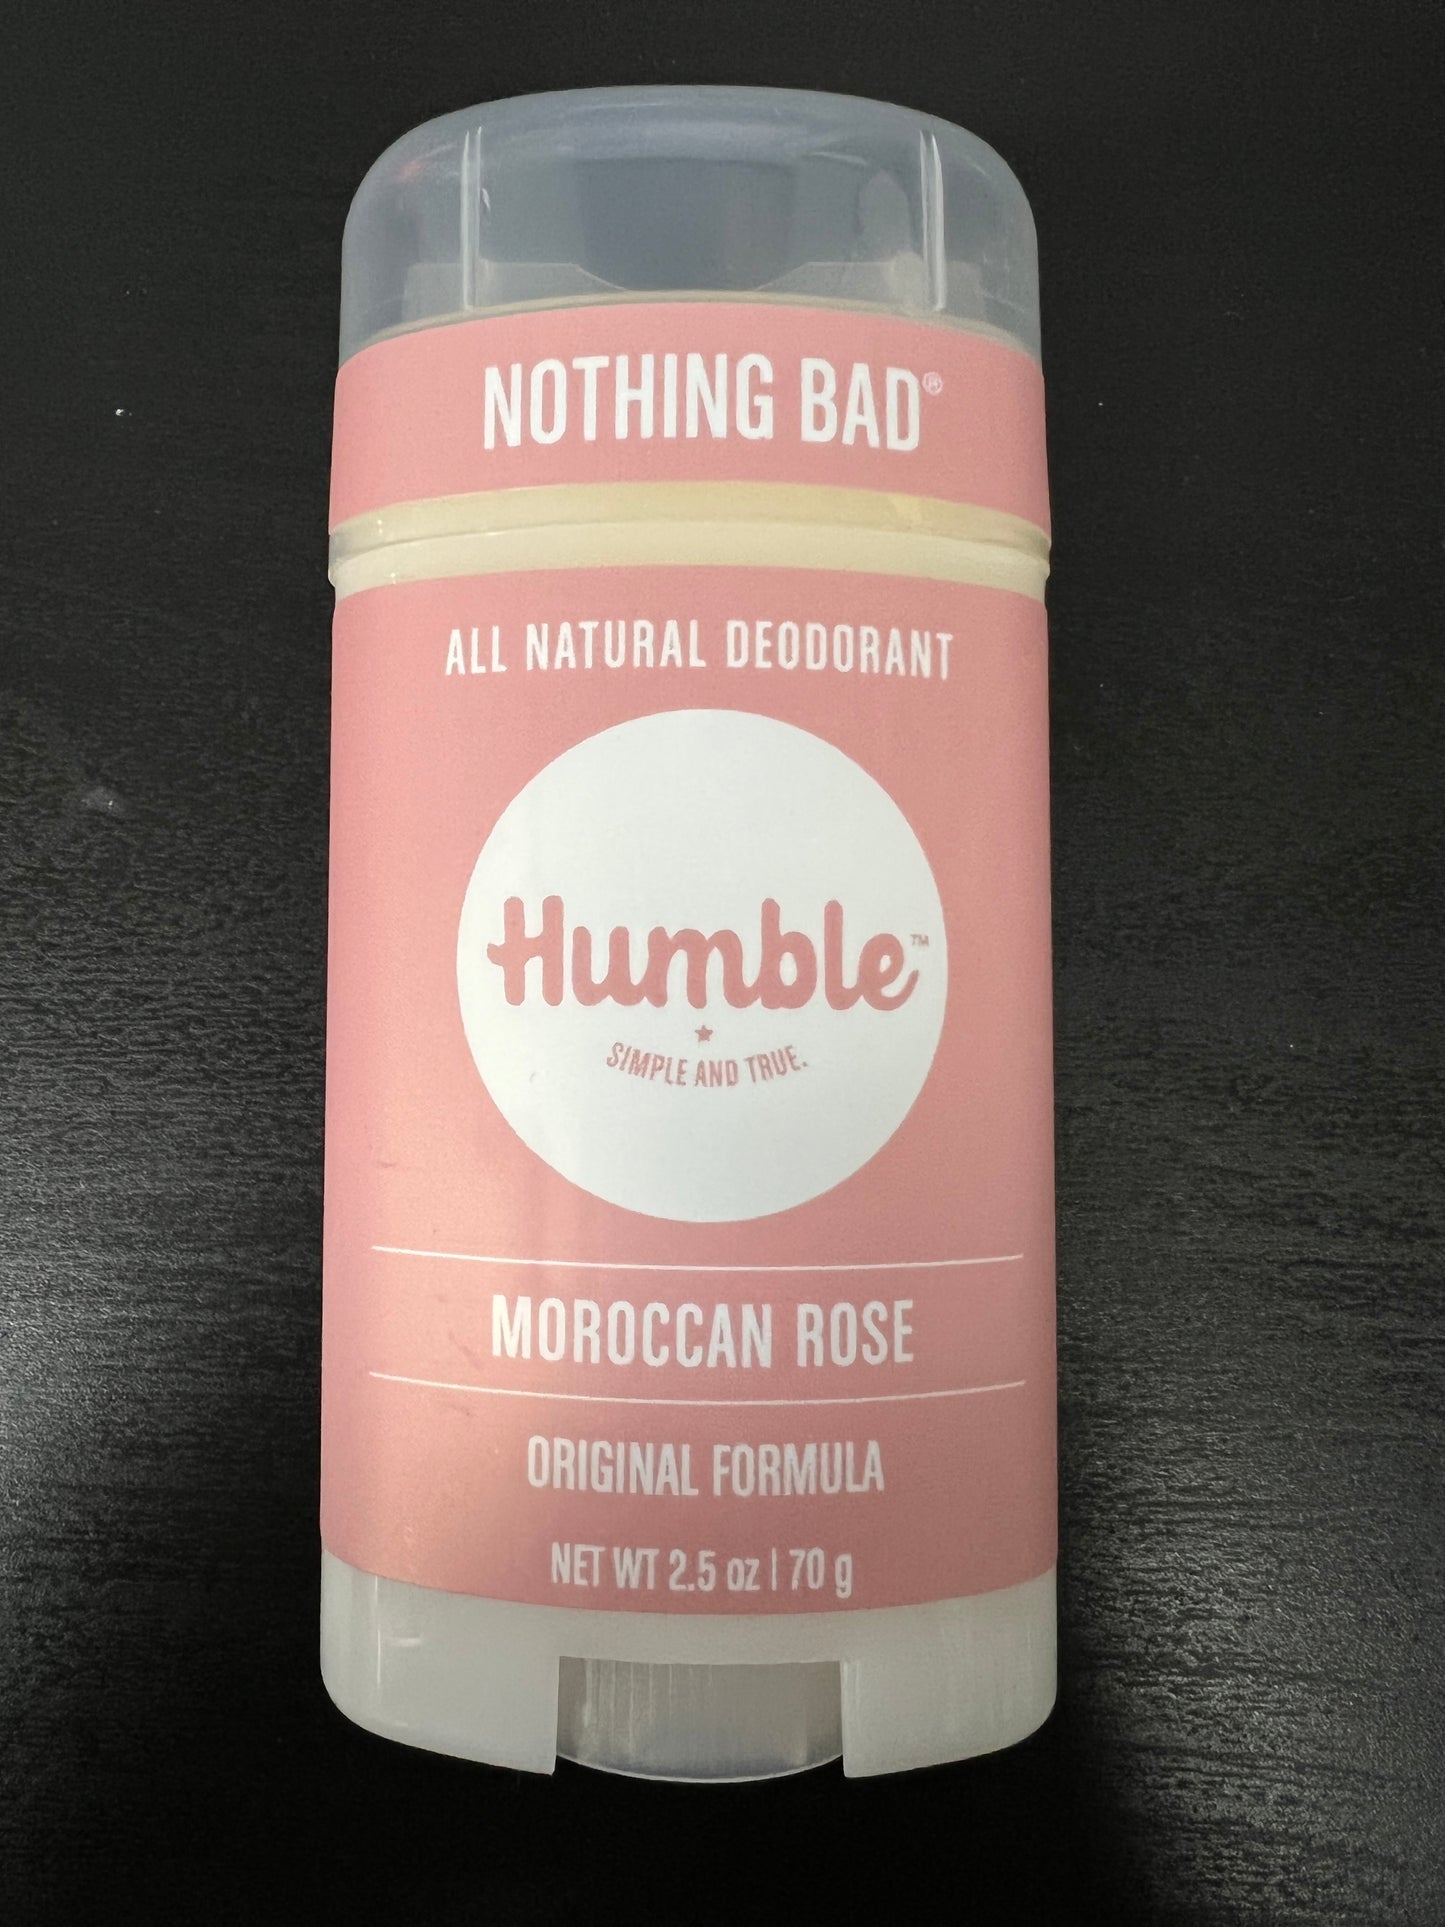 NOTHING BAD®
ALL NATURAL DEODORANT
Humble™
SIMPLE AND TRUE.
MOROCCAN ROSE
ORIGINAL FORMULA
NET WT 2.5 oz | 70 g